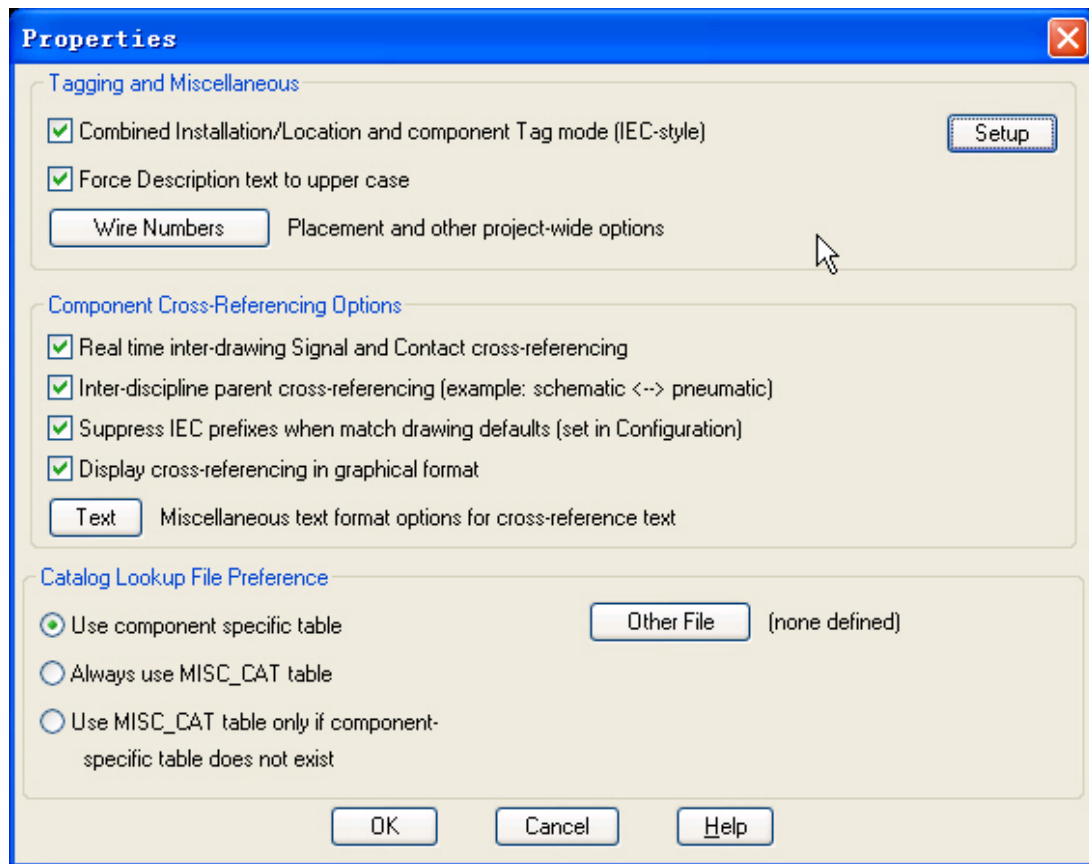 Properties
Tagging and Miscellaneous
Combined Installation/Location and component Tag mode (IEC-style)
Setup
Force Description text to upper case
Wire Numbers Placement and other project-wide options
Component Cross-Referencing Options
Real time inter-drawing Signal and Contact cross-referencing
Inter-discipline parent cross-referencing (example: schematic <--> pneumatic)
Suppress IEC prefixes when match drawing defaults (set in Configuration)
Display cross-referencing in graphical format
Text Miscellaneous text format options for cross-reference text
Catalog Lookup File Preference
Use component specific table
Other File (none defined)
Always use MISC_CAT table
Use MISC_CAT table only if component-
specific table does not exist
OK Cancel Help